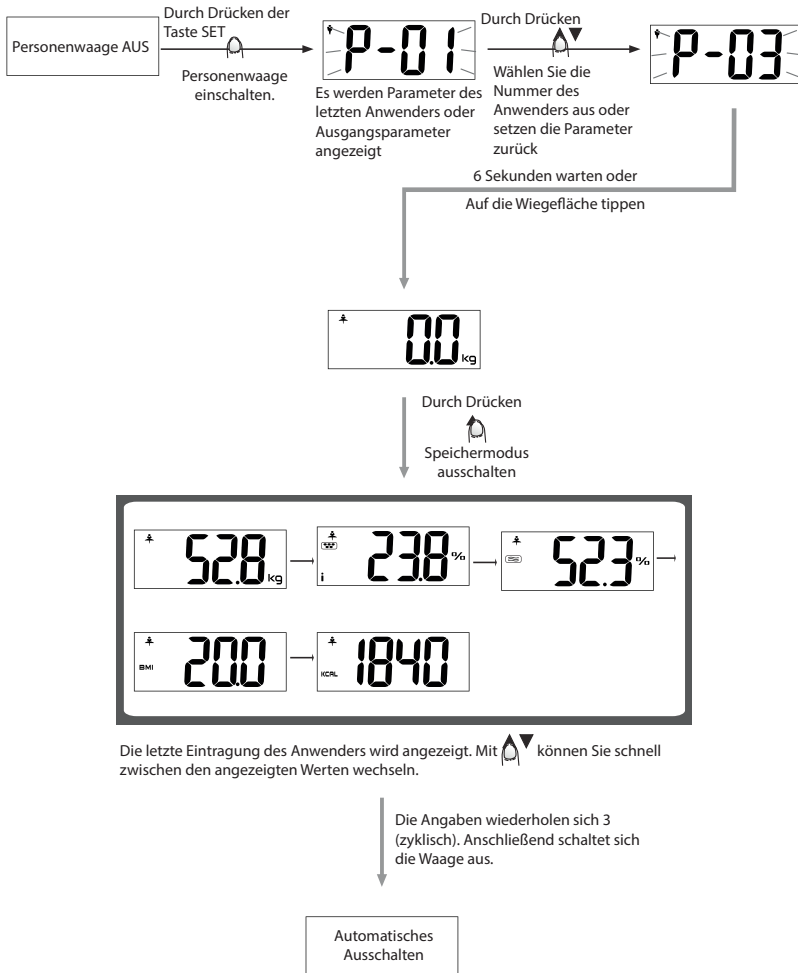 Personenwaage AUS
Durch Drücken der
Taste SET
Personenwaage
einschalten.
P-01
Es werden Parameter des
letzten Anwenders oder
Ausgangsparameter
angezeigt
Durch Drücken
Wählen Sie die
Nummer des
Anwenders aus oder
setzen die Parameter
zurück
P-03
6 Sekunden warten oder
Auf die Wiegefläche tippen
0.0 kg
Durch Drücken
Speichermodus
ausschalten
52.8 kg
i 23.8 %
52.3 %
BMI 20.0
KCAL 1840
Die letzte Eintragung des Anwenders wird angezeigt. Mit können Sie schnell
zwischen den angezeigten Werten wechseln.
Die Angaben wiederholen sich 3
(zyklisch). Anschließend schaltet sich
die Waage aus.
Automatisches
Ausschalten